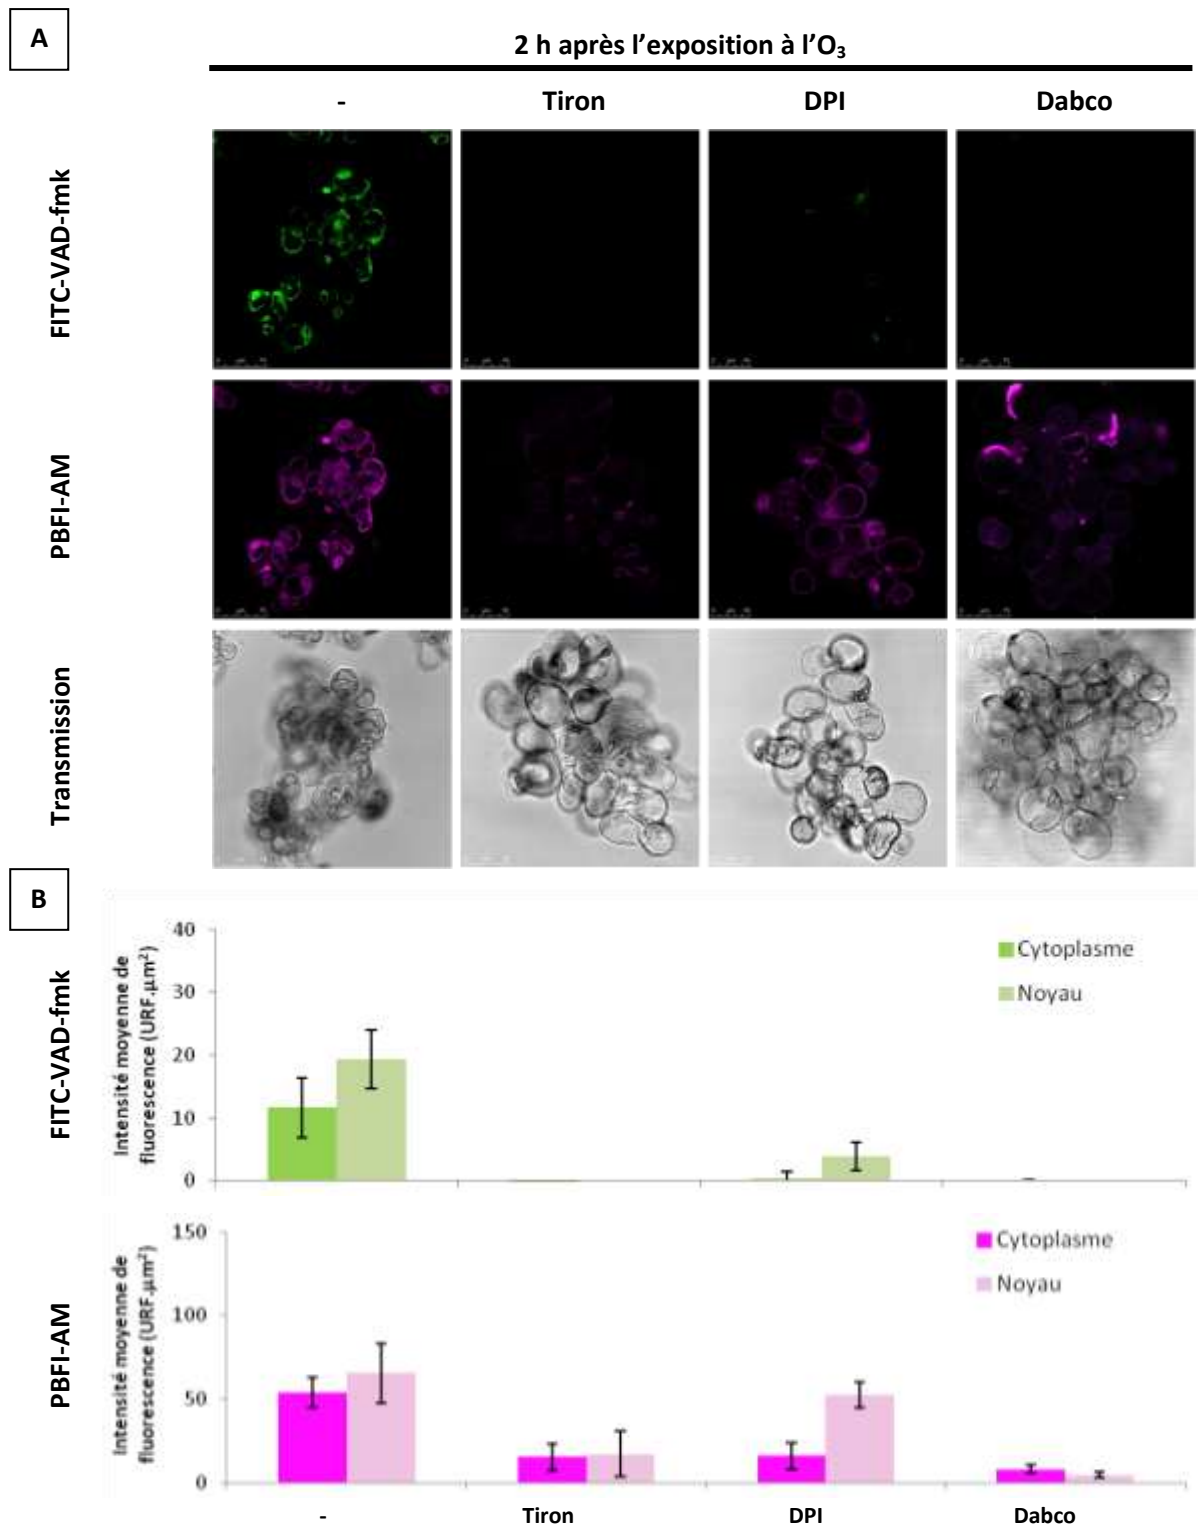 A
2 h après l'exposition à l'O₃
- Tiron DPI Dabco
FITC-VAD-fmk
PBFI-AM
Transmission
B
FITC-VAD-fmk
Intensité moyenne de
fluorescence (URF.µm²)
40
30
20
10
0
Cytoplasme
Noyau
PBFI-AM
Intensité moyenne de
fluorescence (URF.µm²)
150
100
50
0
Cytoplasme
Noyau
- Tiron DPI Dabco